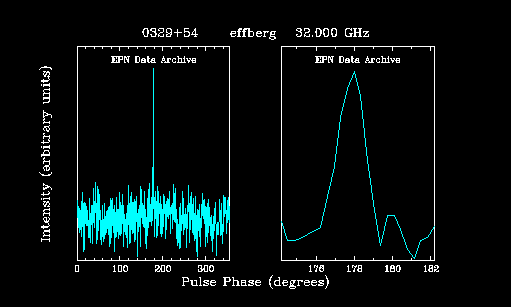 0329+54 effberg 32.000 GHz
EPN Data Archive EPN Data Archive
Intensity (arbitrary units)
0 100 200 300 176 178 180 182
Pulse Phase (degrees)